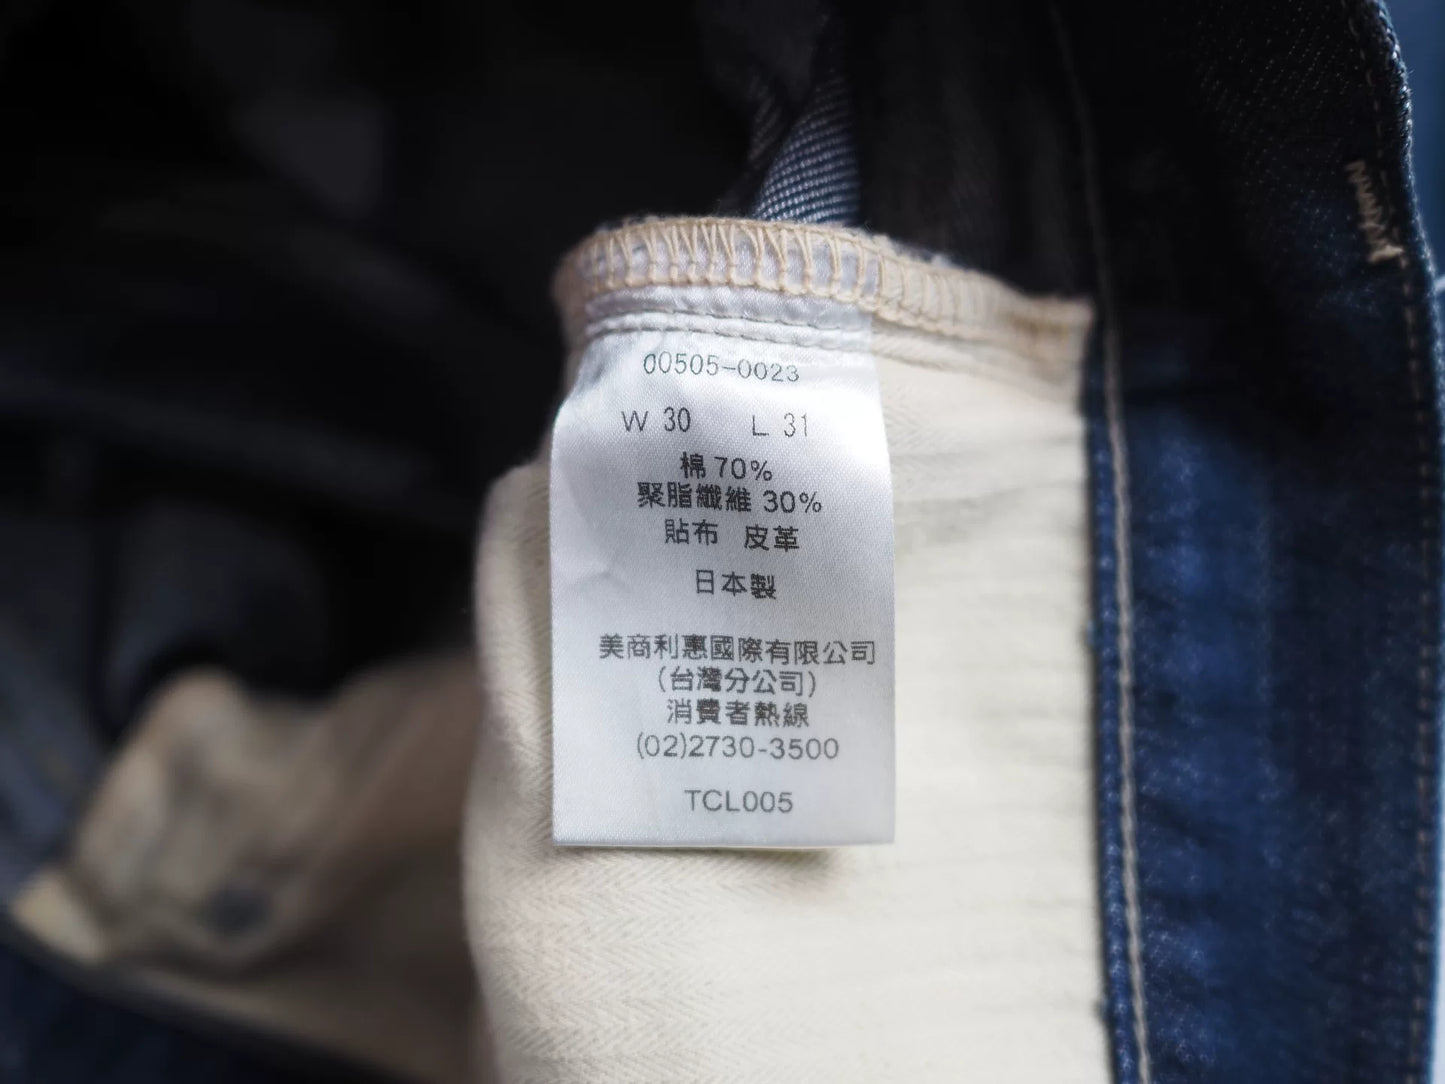 00505-0023
W 30 L 31
棉 70%
聚脂纖維 30%
貼布 皮革
日本製
美商利惠國際有限公司
(台灣分公司)
消費者熱線
(02)2730-3500
TCL005